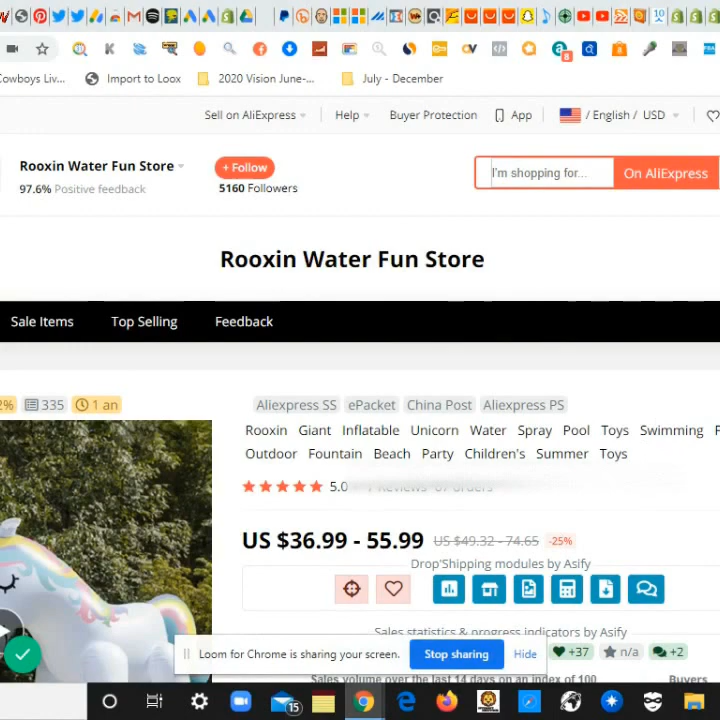 Cowboys Liv...
Import to Loox
2020 Vision June-...
July - December
Sell on AliExpress
Help
Buyer Protection
App
/ English / USD
Rooxin Water Fun Store
+ Follow
97.6% Positive feedback
5160 Followers
I'm shopping for...
On AliExpress
Rooxin Water Fun Store
Sale Items
Top Selling
Feedback
2%
335
1 an
Aliexpress SS
ePacket
China Post
Aliexpress PS
Rooxin Giant Inflatable Unicorn Water Spray Pool Toys Swimming
Outdoor Fountain Beach Party Children's Summer Toys
5.0
US $36.99 - 55.99
US $49.32 - 74.65
-25%
Drop'Shipping modules by Asify
Sales statistics & progress indicators by Asify
Loom for Chrome is sharing your screen.
Stop sharing
Hide
+37
n/a
+2
Sales volume over the last 14 days on an index of 100
Buyers
15